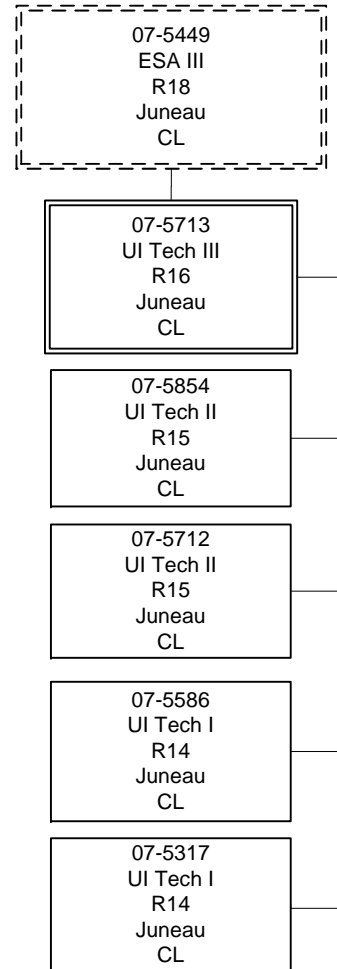 07-5449
ESA III
R18
Juneau
CL
07-5713
UI Tech III
R16
Juneau
CL
07-5854
UI Tech II
R15
Juneau
CL
07-5712
UI Tech II
R15
Juneau
CL
07-5586
UI Tech I
R14
Juneau
CL
07-5317
UI Tech I
R14
Juneau
CL